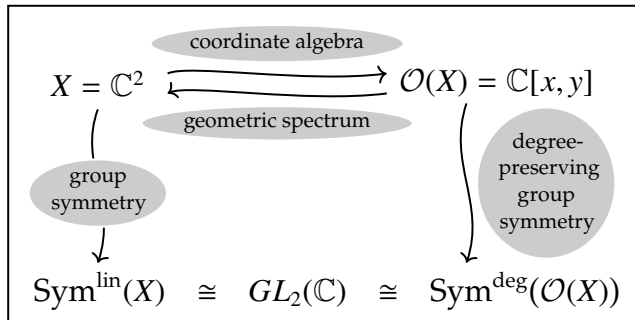 coordinate algebra
X = ℂ² 𝒪(X) = ℂ[x, y]
geometric spectrum
group
symmetry
degree-
preserving
group
symmetry
Sym^lin(X) ≅ GL₂(ℂ) ≅ Sym^deg(𝒪(X))